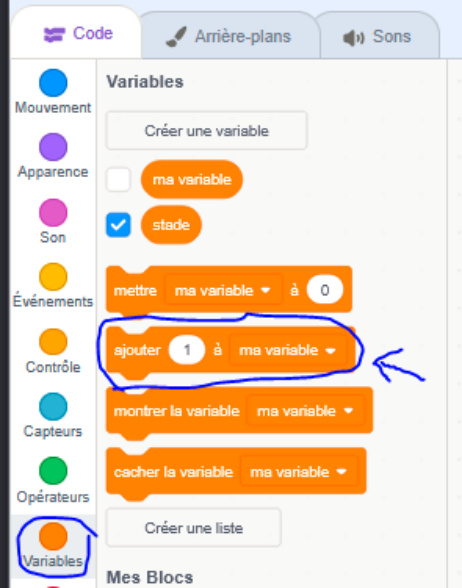 Code
Arrière-plans
Sons
Mouvement
Apparence
Son
Événements
Contrôle
Capteurs
Opérateurs
Variables
Variables
Créer une variable
ma variable
stade
mettre ma variable à 0
ajouter 1 à ma variable
montrer la variable ma variable
cacher la variable ma variable
Créer une liste
Mes Blocs